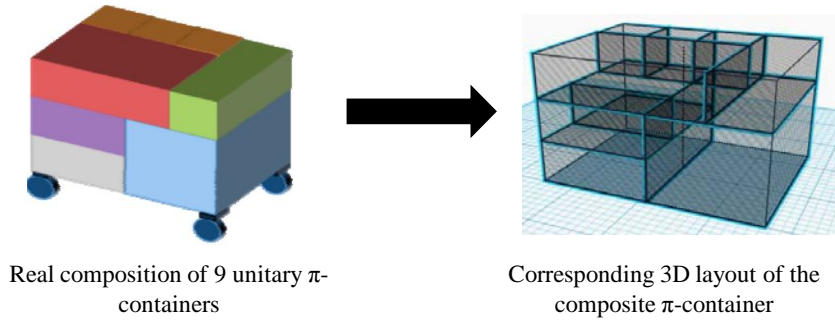 Real composition of 9 unitary π-
containers
Corresponding 3D layout of the
composite π-container